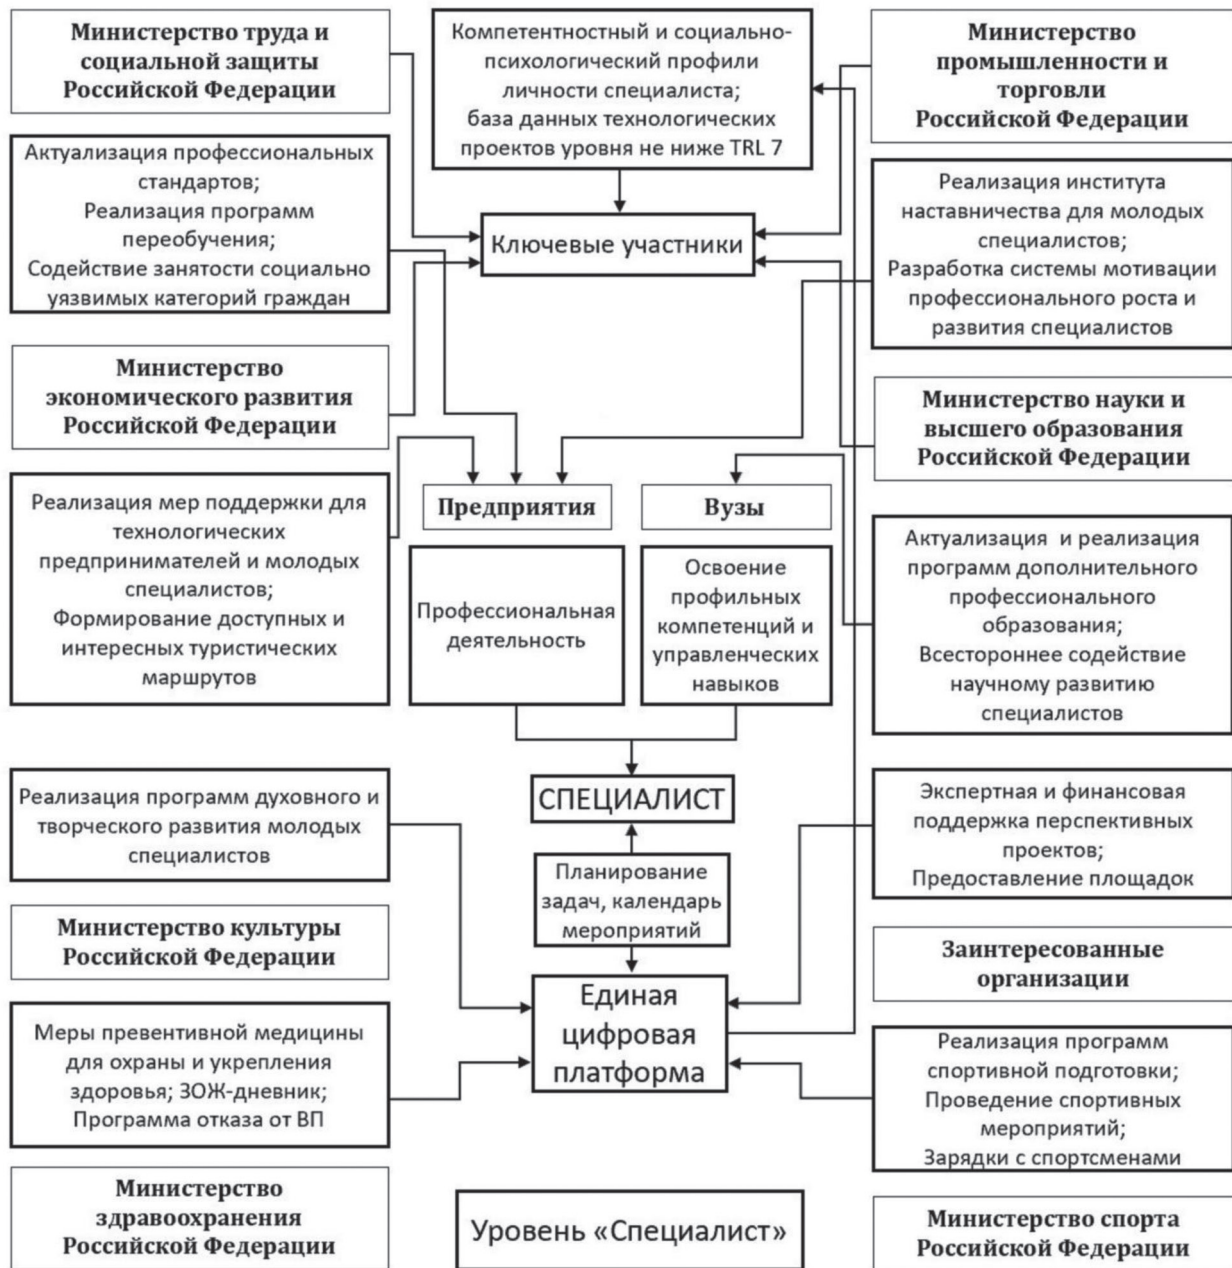 Министерство труда и
социальной защиты
Российской Федерации
Компетентностный и социально-
психологический профили
личности специалиста;
база данных технологических
проектов уровня не ниже TRL 7
Министерство
промышленности и
торговли
Российской Федерации
Актуализация профессиональных
стандартов;
Реализация программ
переобучения;
Содействие занятости социально
уязвимых категорий граждан
Ключевые участники
Реализация института
наставничества для молодых
специалистов;
Разработка системы мотивации
профессионального роста и
развития специалистов
Министерство
экономического развития
Российской Федерации
Министерство науки и
высшего образования
Российской Федерации
Реализация мер поддержки для
технологических
предпринимателей и молодых
специалистов;
Формирование доступных и
интересных туристических
маршрутов
Предприятия
Вузы
Профессиональная
деятельность
Освоение
профильных
компетенций и
управленческих
навыков
Актуализация и реализация
программ дополнительного
профессионального
образования;
Всестороннее содействие
научному развитию
специалистов
СПЕЦИАЛИСТ
Реализация программ духовного и
творческого развития молодых
специалистов
Планирование
задач, календарь
мероприятий
Экспертная и финансовая
поддержка перспективных
проектов;
Предоставление площадок
Министерство культуры
Российской Федерации
Заинтересованные
организации
Единая
цифровая
платформа
Меры превентивной медицины
для охраны и укрепления
здоровья; ЗОЖ-дневник;
Программа отказа от ВП
Реализация программ
спортивной подготовки;
Проведение спортивных
мероприятий;
Зарядки с спортсменами
Министерство
здравоохранения
Российской Федерации
Уровень «Специалист»
Министерство спорта
Российской Федерации